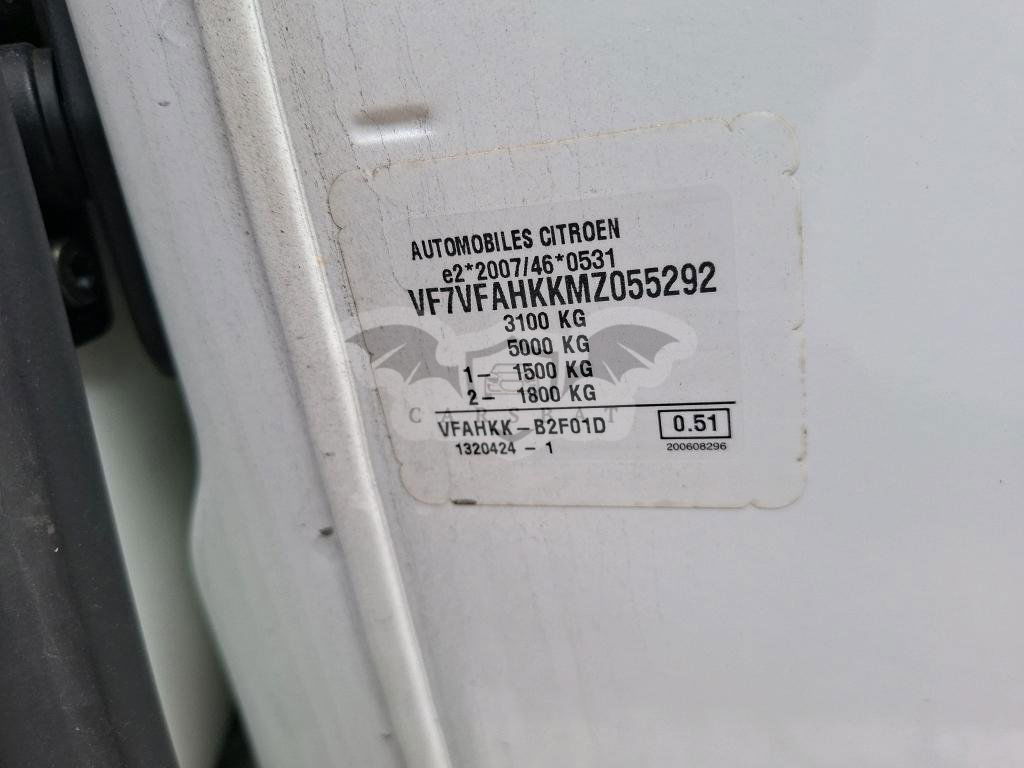 AUTOMOBILES CITROEN
e2*2007/46*0531
VF7VFAHKKMZ055292
3100 KG
5000 KG
1- 1500 KG
2- 1800 KG
CARSBAT
VFAHKK-B2F01D 0.51
1320424 - 1 200608296